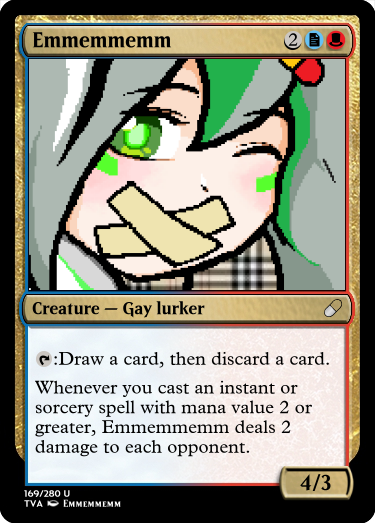 Emmemmemm 2
Creature — Gay lurker
:Draw a card, then discard a card.
Whenever you cast an instant or
sorcery spell with mana value 2 or
greater, Emmemmemm deals 2
damage to each opponent.
4/3
169/280 U
TVA Emmemmemm